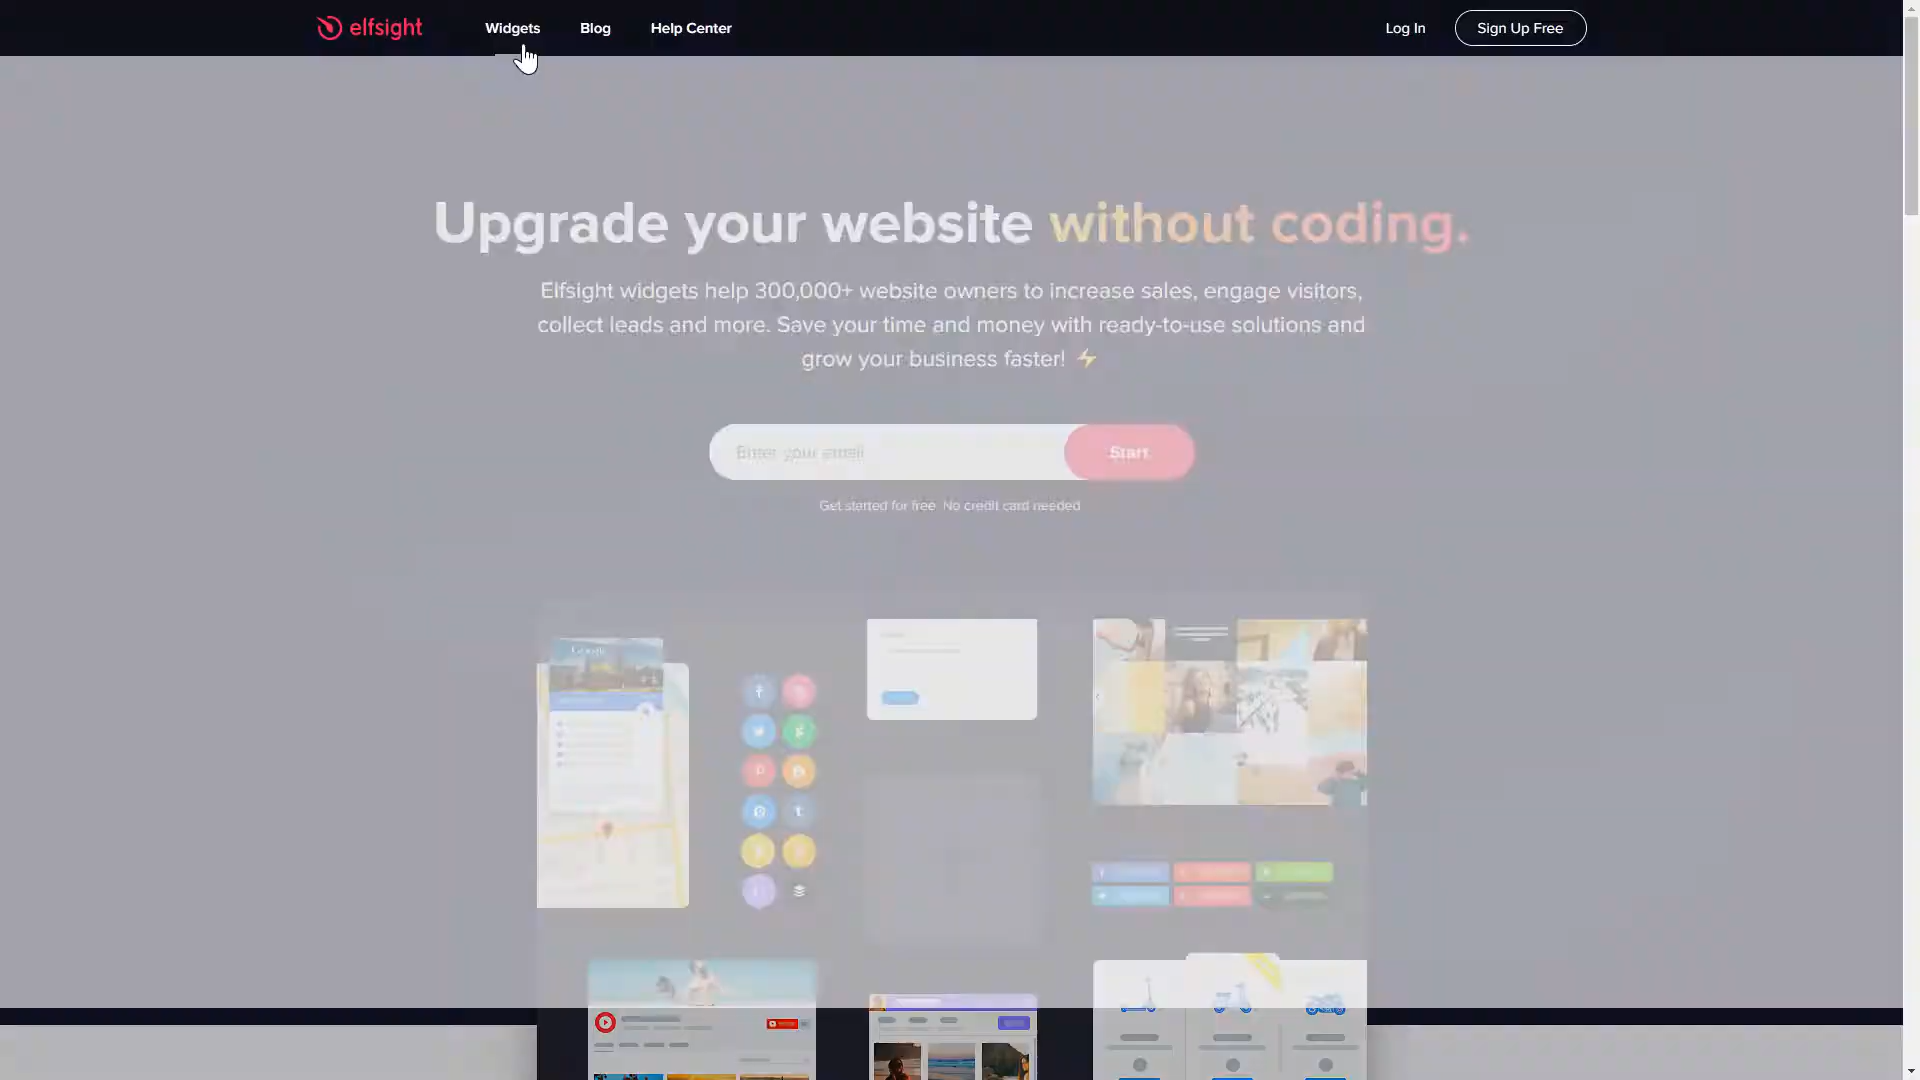 elfsight
Widgets
Blog
Help Center
Log In
Sign Up Free
Upgrade your website without coding.
Elfsight widgets help 300,000+ website owners to increase sales, engage visitors,
collect leads and more. Save your time and money with ready-to-use solutions and
grow your business faster! ⚡
Enter your email
Start
Get started for free. No credit card needed
Google